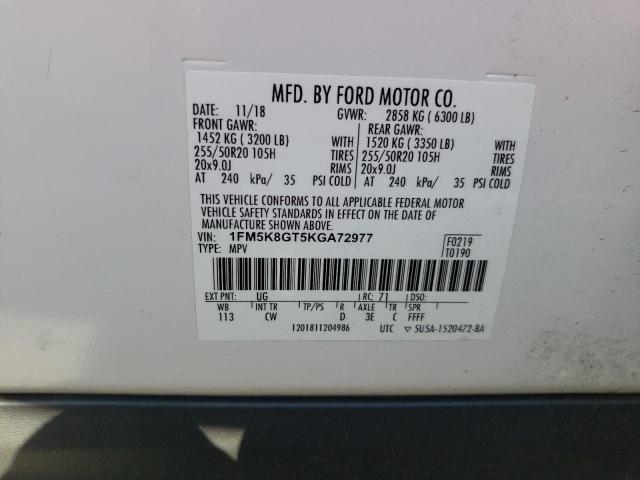 MFD. BY FORD MOTOR CO.
DATE: 11/18 GVWR: 2858 KG ( 6300 LB)
FRONT GAWR: REAR GAWR:
1452 KG ( 3200 LB) WITH 1520 KG ( 3350 LB) WITH
255/50R20 105H TIRES 255/50R20 105H TIRES
20x9.0J RIMS 20x9.0J RIMS
AT 240 kPa/ 35 PSI COLD AT 240 kPa/ 35 PSI COLD
THIS VEHICLE CONFORMS TO ALL APPLICABLE FEDERAL MOTOR
VEHICLE SAFETY STANDARDS IN EFFECT ON THE DATE OF
MANUFACTURE SHOWN ABOVE.
VIN: 1FM5K8GT5KGA72977 F0219
TYPE: MPV T0190
EXT PNT: UG RC: 71 DSO:
WB INT TR TP/PS R AXLE TR SPR
113 CW D 3E C FFFF
1201811204986 UTC ▽ 5U5A-1520472-BA